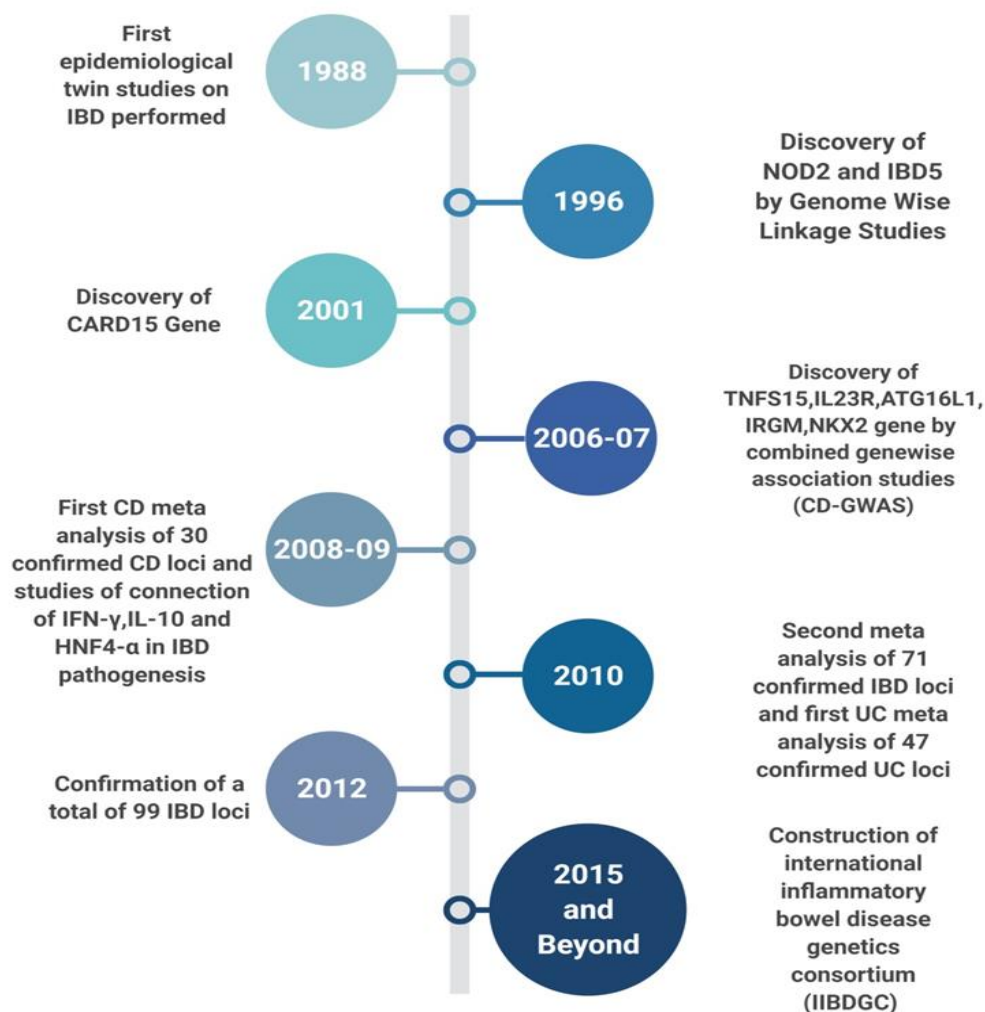 First
epidemiological
twin studies on
IBD performed
1988
1996
Discovery of
NOD2 and IBD5
by Genome Wise
Linkage Studies
Discovery of
CARD15 Gene
2001
2006-07
Discovery of
TNFS15,IL23R,ATG16L1,
IRGM,NKX2 gene by
combined genewise
association studies
(CD-GWAS)
First CD meta
analysis of 30
confirmed CD loci and
studies of connection
of IFN-γ,IL-10 and
HNF4-α in IBD
pathogenesis
2008-09
2010
Second meta
analysis of 71
confirmed IBD loci
and first UC meta
analysis of 47
confirmed UC loci
Confirmation of a
total of 99 IBD loci
2012
2015
and
Beyond
Construction of
international
inflammatory
bowel disease
genetics
consortium
(IIBDGC)